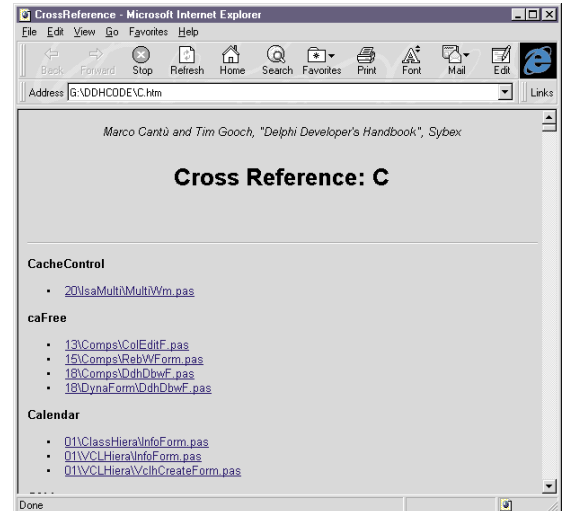 CrossReference - Microsoft Internet Explorer
File Edit View Go Favorites Help
Back Forward Stop Refresh Home Search Favorites Print Font Mail Edit
Address G:\DDHCODE\C.htm Links
Marco Cantù and Tim Gooch, "Delphi Developer's Handbook", Sybex
Cross Reference: C
CacheControl
• 20\IsaMulti\MultiWm.pas
caFree
• 13\Comps\ColEditF.pas
• 15\Comps\RebWForm.pas
• 18\Comps\DdhDbwF.pas
• 18\DynaForm\DdhDbwF.pas
Calendar
• 01\ClassHiera\InfoForm.pas
• 01\VCLHiera\InfoForm.pas
• 01\VCLHiera\VclhCreateForm.pas
Done